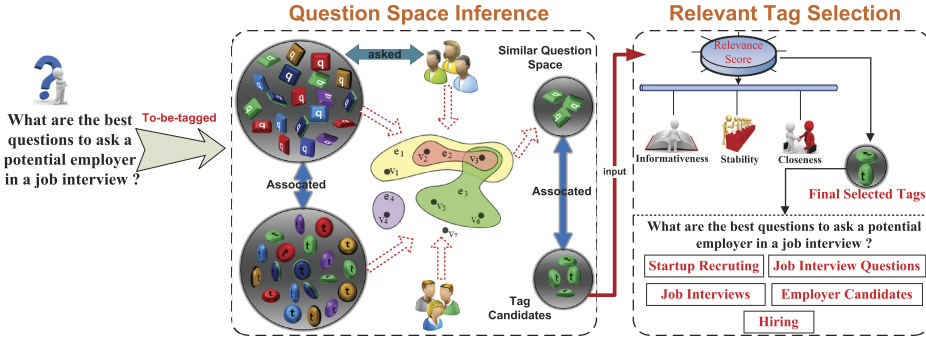 Question Space Inference
Relevant Tag Selection
What are the best
questions to ask a
potential employer
in a job interview ?
To-be-tagged
asked
Assocated
e1
v1
v2
e2
v3
e3
e4
v4
v5
v6
v7
Similar Question
Space
Assocated
Tag
Candidates
input
Relevance
Score
Informativeness
Stability
Closeness
Final Selected Tags
What are the best questions to ask a potential
employer in a job interview ?
Startup Recruting
Job Interview Questions
Job Interviews
Employer Candidates
Hiring